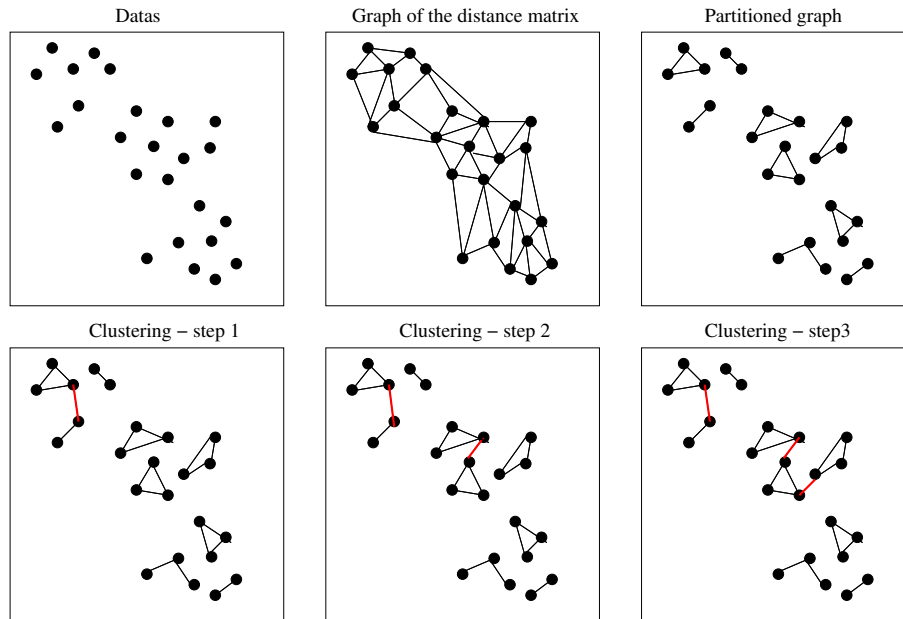 Datas
Graph of the distance matrix
Partitioned graph
Clustering − step 1
Clustering − step 2
Clustering − step3